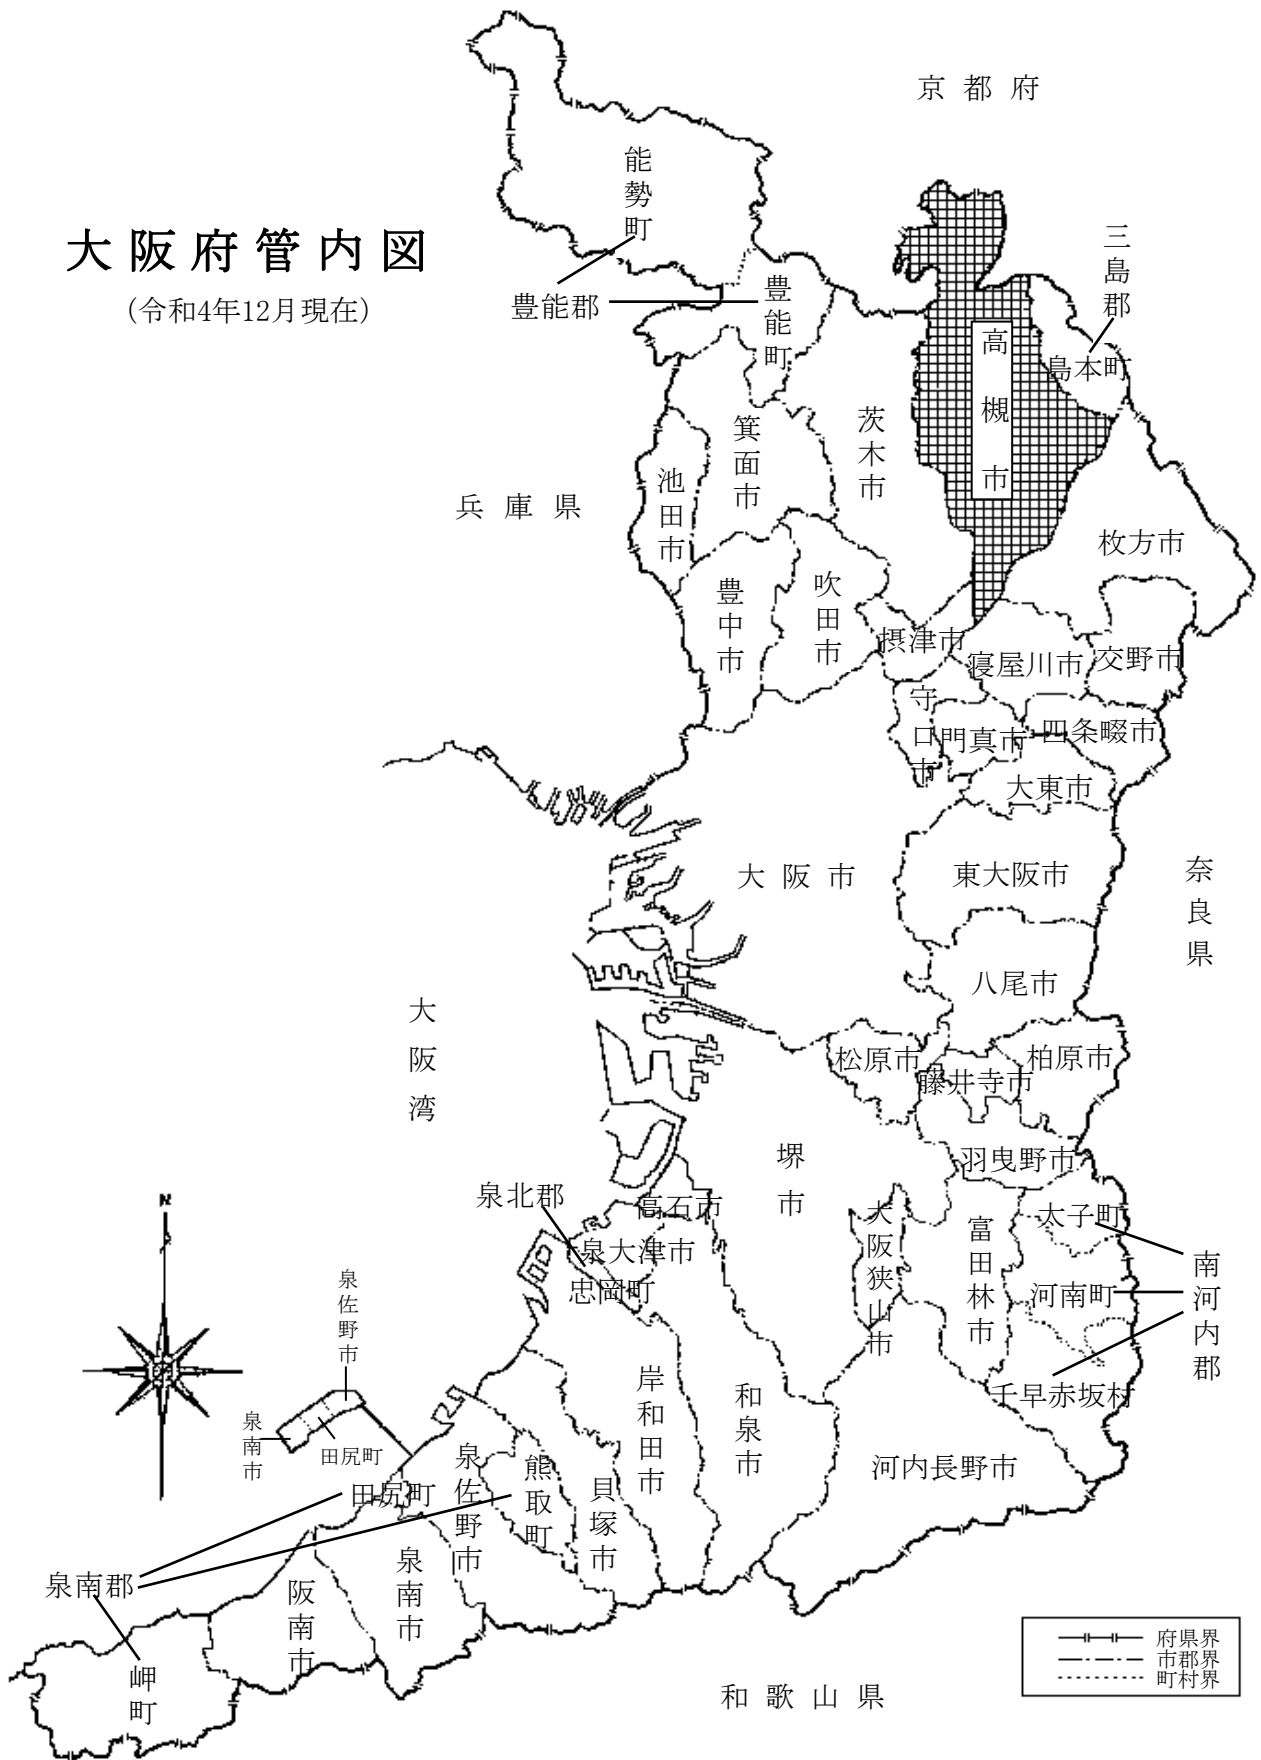 京都府
大阪府管内図
(令和4年12月現在)
能勢町
豊能郡
豊能町
三島郡
島本町
高槻市
茨木市
箕面市
池田市
兵庫県
枚方市
豊中市
吹田市
摂津市
寝屋川市
交野市
守口市
門真市
四条畷市
大東市
大阪市
東大阪市
奈良県
八尾市
大阪湾
松原市
藤井寺市
柏原市
堺市
羽曳野市
泉北郡
高石市
泉大津市
忠岡町
大阪狭山市
富田林市
太子町
河南町
南河内郡
千早赤坂村
N
泉佐野市
泉南市
田尻町
岸和田市
和泉市
河内長野市
田尻町
泉佐野市
熊取町
貝塚市
泉南郡
阪南市
泉南市
岬町
和歌山県
府県界
市郡界
町村界